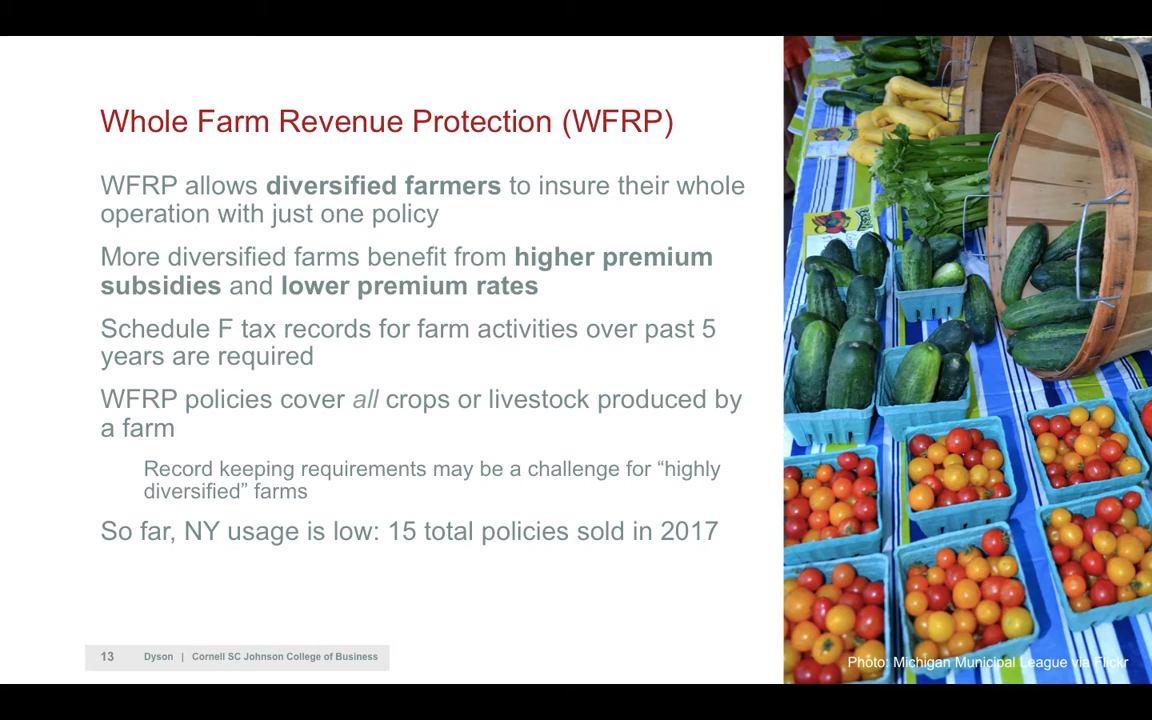 Whole Farm Revenue Protection (WFRP)
WFRP allows diversified farmers to insure their whole
operation with just one policy
More diversified farms benefit from higher premium
subsidies and lower premium rates
Schedule F tax records for farm activities over past 5
years are required
WFRP policies cover all crops or livestock produced by
a farm
Record keeping requirements may be a challenge for “highly
diversified” farms
So far, NY usage is low: 15 total policies sold in 2017
13 Dyson | Cornell SC Johnson College of Business
Photo: Michigan Municipal League via Flickr